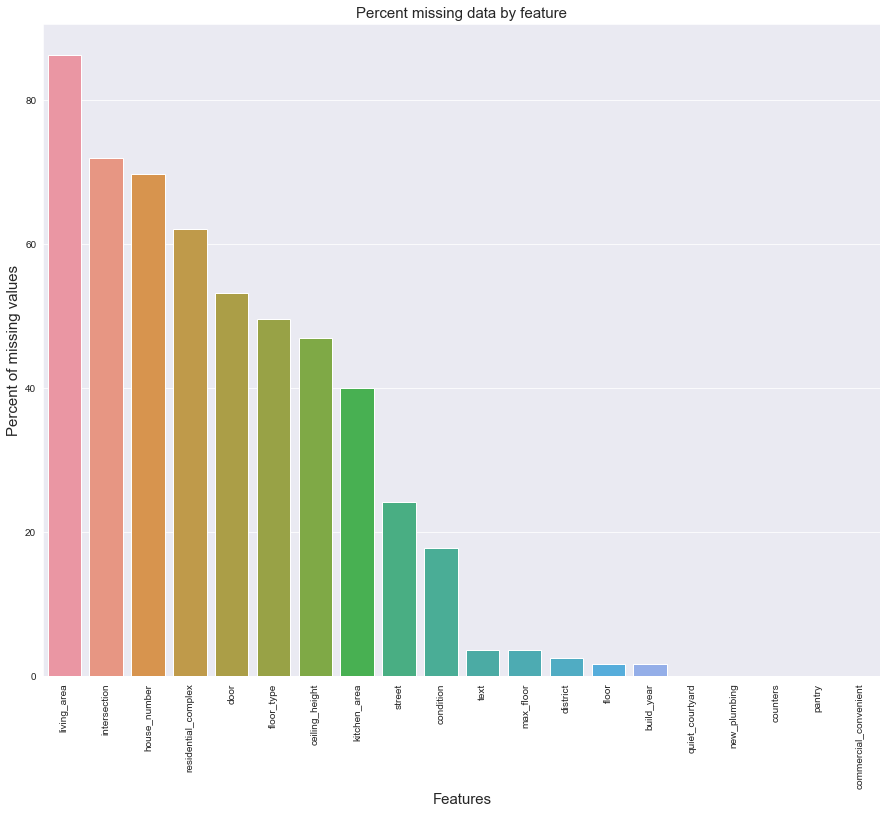 Percent missing data by feature
Percent of missing values
80
60
40
20
0
living_area
intersection
house_number
residential_complex
door
floor_type
ceiling_height
kitchen_area
street
condition
text
max_floor
district
floor
build_year
quiet_courtyard
new_plumbing
counters
pantry
commercial_convenient
Features